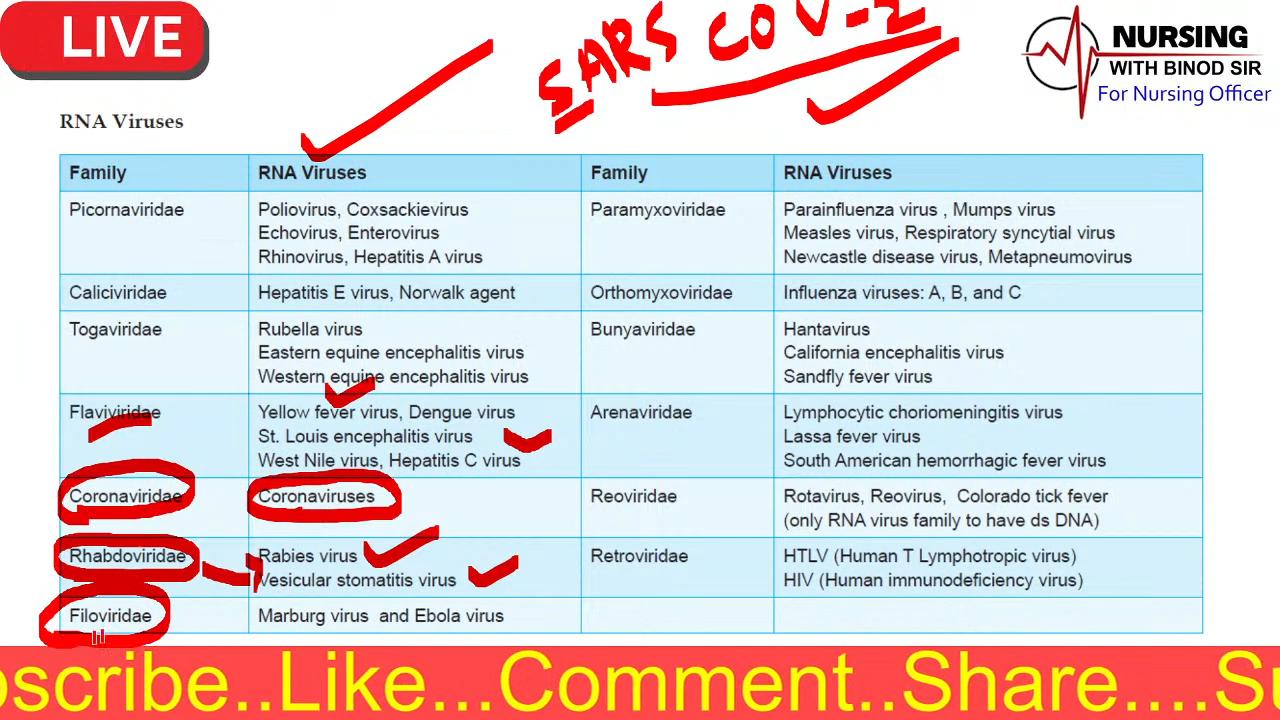 LIVE
SARS COV-2
NURSING
WITH BINOD SIR
For Nursing Officer
RNA Viruses
Family RNA Viruses Family RNA Viruses
Picornaviridae Poliovirus, Coxsackievirus Paramyxoviridae Parainfluenza virus , Mumps virus
Echovirus, Enterovirus Measles virus, Respiratory syncytial virus
Rhinovirus, Hepatitis A virus Newcastle disease virus, Metapneumovirus
Caliciviridae Hepatitis E virus, Norwalk agent Orthomyxoviridae Influenza viruses: A, B, and C
Togaviridae Rubella virus Bunyaviridae Hantavirus
Eastern equine encephalitis virus California encephalitis virus
Western equine encephalitis virus Sandfly fever virus
Flaviviridae Yellow fever virus, Dengue virus Arenaviridae Lymphocytic choriomeningitis virus
St. Louis encephalitis virus Lassa fever virus
West Nile virus, Hepatitis C virus South American hemorrhagic fever virus
Coronaviridae Coronaviruses Reoviridae Rotavirus, Reovirus, Colorado tick fever
(only RNA virus family to have ds DNA)
Rhabdoviridae Rabies virus Retroviridae HTLV (Human T Lymphotropic virus)
Vesicular stomatitis virus HIV (Human immunodeficiency virus)
Filoviridae Marburg virus and Ebola virus
oscribe..Like...Comment..Share....Su